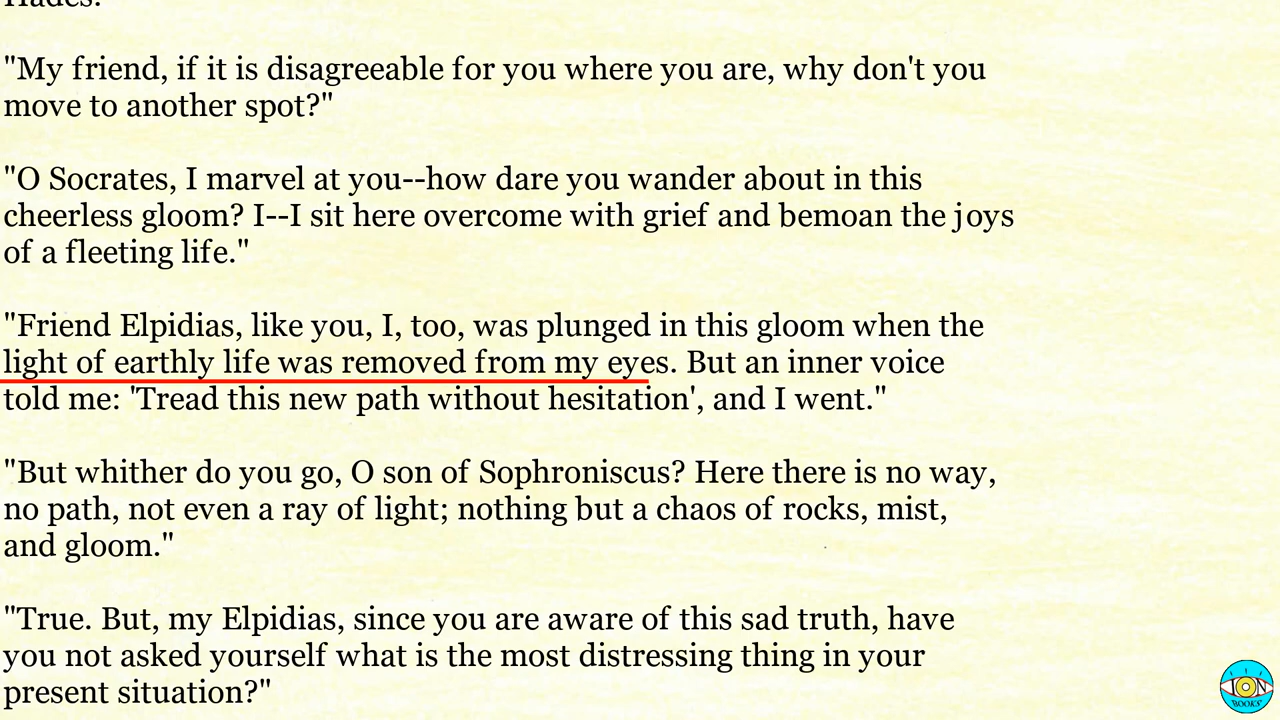 Hades.
"My friend, if it is disagreeable for you where you are, why don't you
move to another spot?"
"O Socrates, I marvel at you--how dare you wander about in this
cheerless gloom? I--I sit here overcome with grief and bemoan the joys
of a fleeting life."
"Friend Elpidias, like you, I, too, was plunged in this gloom when the
light of earthly life was removed from my eyes. But an inner voice
told me: 'Tread this new path without hesitation', and I went."
"But whither do you go, O son of Sophroniscus? Here there is no way,
no path, not even a ray of light; nothing but a chaos of rocks, mist,
and gloom."
"True. But, my Elpidias, since you are aware of this sad truth, have
you not asked yourself what is the most distressing thing in your
present situation?"
ION
BOOKS